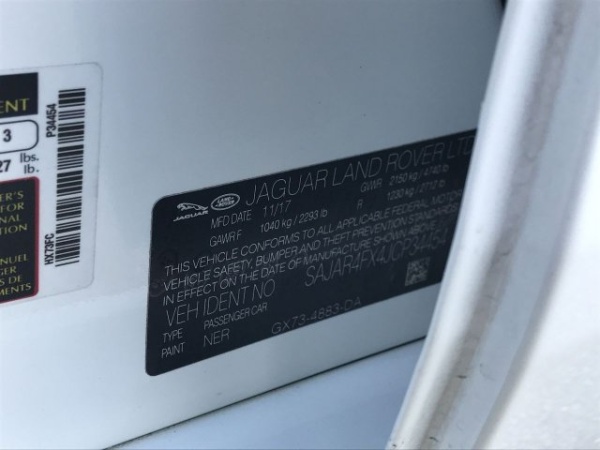 ENT
3
27 lbs.
lb.
P34454
HX73FC
ER'S
FOR
ONAL
TION
NUEL
GER
S DE
EMENTS
JAGUAR
LAND ROVER
JAGUAR LAND ROVER LTD
MFD DATE 11/17 GVWR 2150 kg / 4740 lb
GAWR F 1040 kg / 2293 lb R 1230 kg / 2712 lb
THIS VEHICLE CONFORMS TO ALL APPLICABLE FEDERAL MOTOR
VEHICLE SAFETY, BUMPER, AND THEFT PREVENTION STANDARDS
IN EFFECT ON THE DATE OF MANUFACTURE SHOWN ABOVE
VEH IDENT NO SAJAR4FX4JCP34454
TYPE PASSENGER CAR
PAINT NER GX73-4883-DA